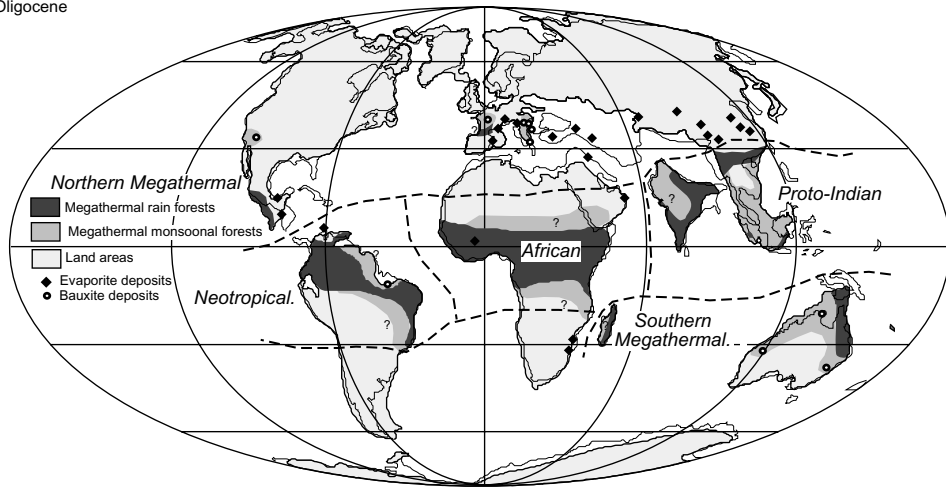 Oligocene
Northern Megathermal
Megathermal rain forests
Megathermal monsoonal forests
Land areas
Evaporite deposits
Bauxite deposits
Neotropical.
African
Proto-Indian
Southern
Megathermal.
?
?
?
?
?